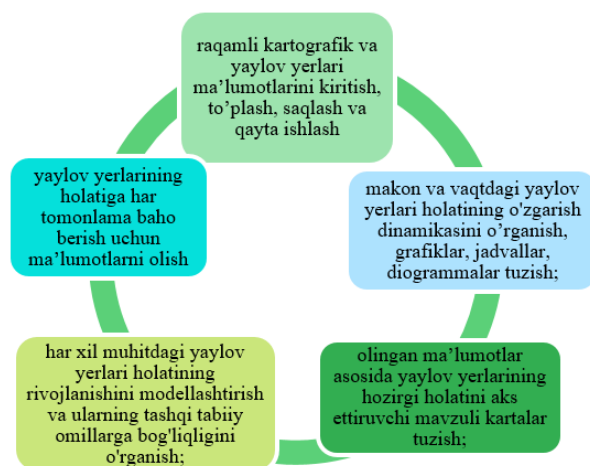 raqamli kartografik va
yaylov yerlari
ma’lumotlarini kiritish,
to’plash, saqlash va
qayta ishlash
makon va vaqtdagi yaylov
yerlari holatining o'zgarish
dinamikasini o’rganish,
grafiklar, jadvallar,
diogrammalar tuzish;
olingan ma’lumotlar
asosida yaylov yerlarining
hozirgi holatini aks
ettiruvchi mavzuli kartalar
tuzish;
har xil muhitdagi yaylov
yerlari holatining
rivojlanishini modellashtirish
va ularning tashqi tabiiy
omillarga bog'liqligini
o'rganish;
yaylov yerlarining
holatiga har
tomonlama baho
berish uchun
ma’lumotlarni olish